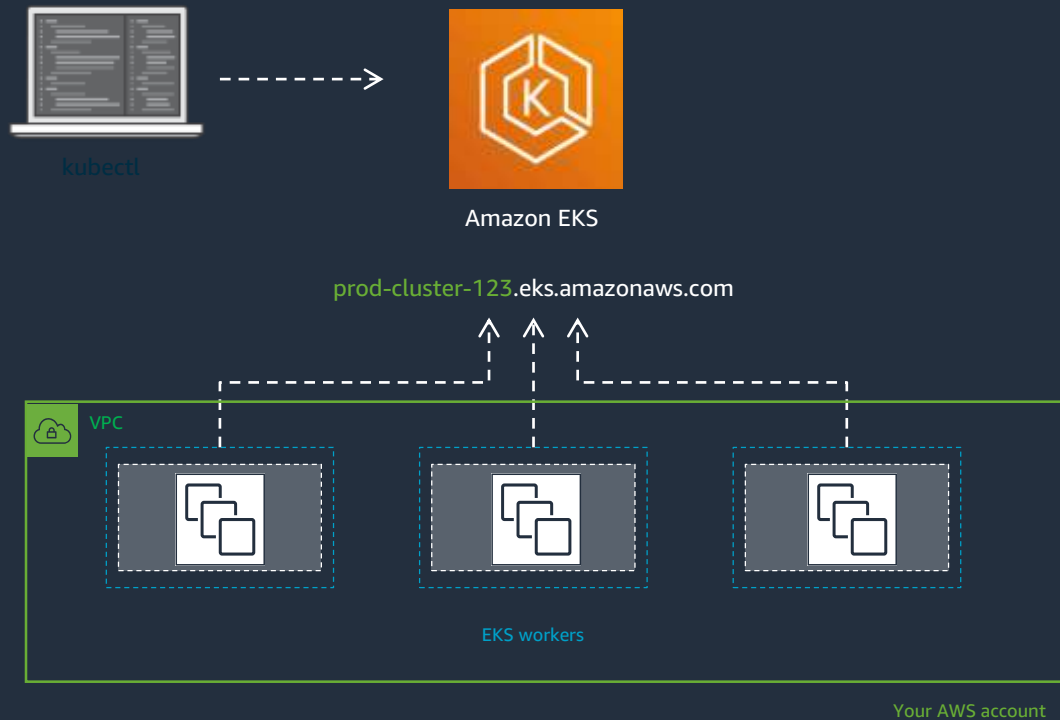 kubectl
K
Amazon EKS
prod-cluster-123.eks.amazonaws.com
VPC
EKS workers
Your AWS account